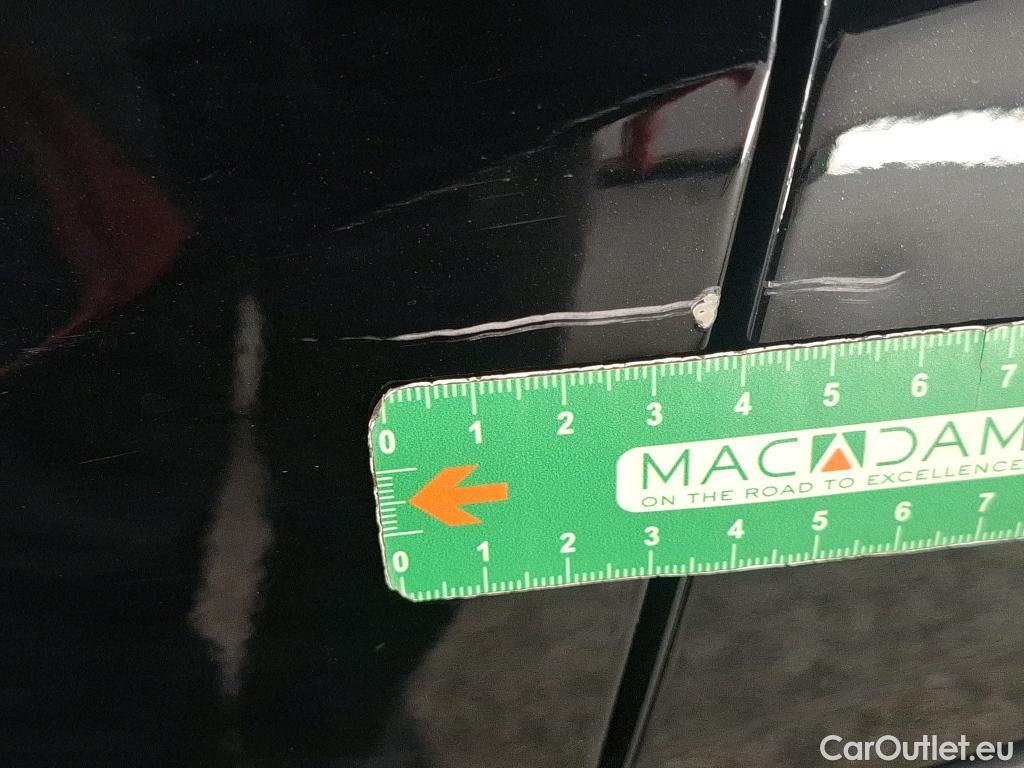 0 1 2 3 4 5 6 7
MACADAM
ON THE ROAD TO EXCELLENCE
0 1 2 3 4 5 6 7
CarOutlet.eu